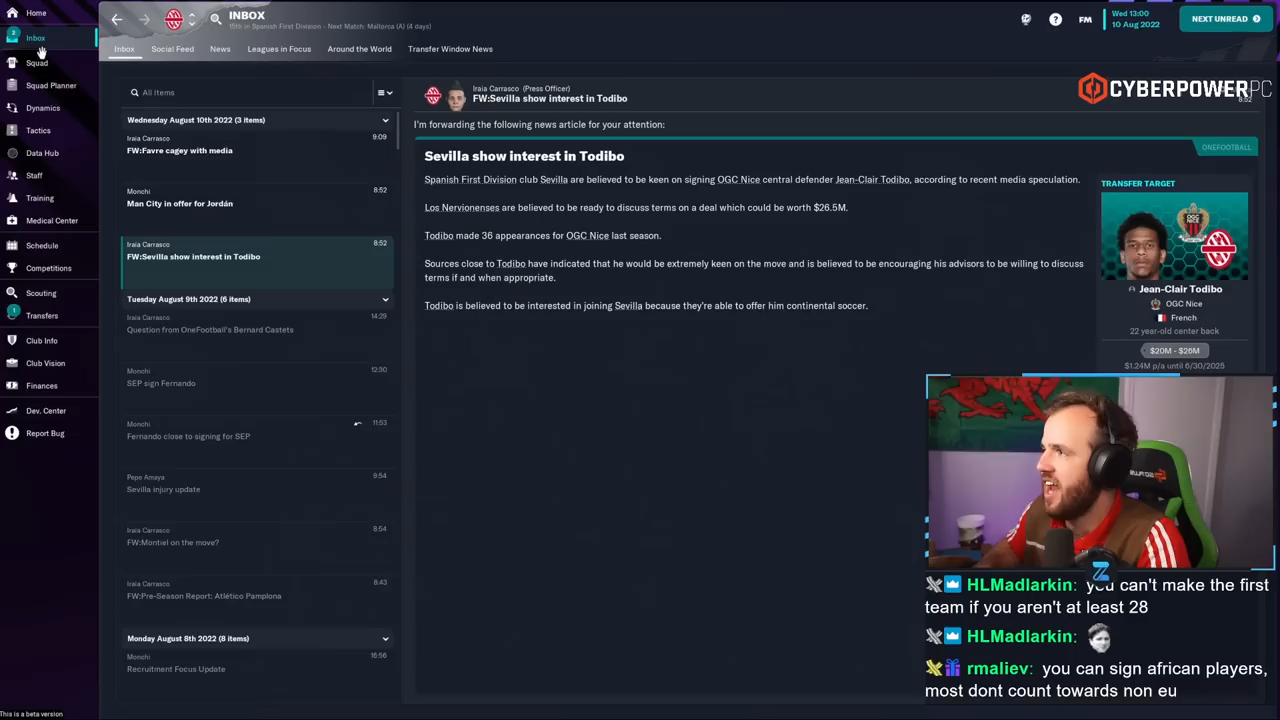 Home
2
Inbox
Squad
Squad Planner
Dynamics
Tactics
Data Hub
Staff
Training
Medical Center
Schedule
Competitions
Scouting
1
Transfers
Club Info
Club Vision
Finances
Dev. Center
Report Bug
This is a beta version
INBOX
15th in Spanish First Division - Next Match: Mallorca (A) (4 days)
FM
Wed 13:00
10 Aug 2022
NEXT UNREAD
Inbox
Social Feed
News
Leagues in Focus
Around the World
Transfer Window News
All Items
Wednesday August 10th 2022 (3 items)
Iraia Carrasco
9:09
FW:Favre cagey with media
Monchi
8:52
Man City in offer for Jordán
Iraia Carrasco
8:52
FW:Sevilla show interest in Todibo
Tuesday August 9th 2022 (6 items)
Iraia Carrasco
14:29
Question from OneFootball's Bernard Castets
Monchi
12:30
SEP sign Fernando
Monchi
11:53
Fernando close to signing for SEP
Pepe Amaya
9:54
Sevilla injury update
Iraia Carrasco
8:54
FW:Montiel on the move?
Iraia Carrasco
8:43
FW:Pre-Season Report: Atlético Pamplona
Monday August 8th 2022 (8 items)
Monchi
16:56
Recruitment Focus Update
Iraia Carrasco (Press Officer)
FW:Sevilla show interest in Todibo
CYBERPOWERPC
8:52
I'm forwarding the following news article for your attention:
ONEFOOTBALL
Sevilla show interest in Todibo
Spanish First Division club Sevilla are believed to be keen on signing OGC Nice central defender Jean-Clair Todibo, according to recent media speculation.
Los Nervionenses are believed to be ready to discuss terms on a deal which could be worth $26.5M.
Todibo made 36 appearances for OGC Nice last season.
Sources close to Todibo have indicated that he would be extremely keen on the move and is believed to be encouraging his advisors to be willing to discuss
terms if and when appropriate.
Todibo is believed to be interested in joining Sevilla because they're able to offer him continental soccer.
TRANSFER TARGET
OGC
NICE
Jean-Clair Todibo
OGC Nice
French
22 year-old center back
$20M - $26M
$1.24M p/a until 6/30/2025
HLMadlarkin: you can't make the first
team if you aren't at least 28
HLMadlarkin:
rmaliev: you can sign african players,
most dont count towards non eu